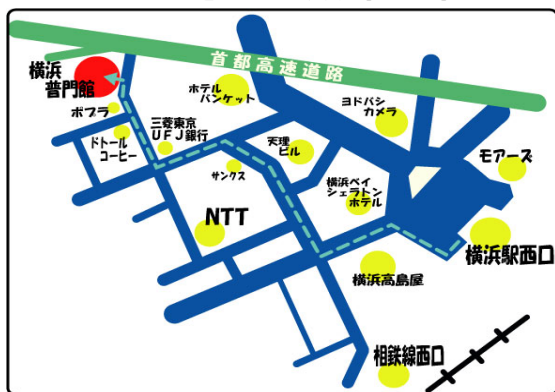 首都高速道路
横浜
普門館
ポプラ
ドトール
コーヒー
三菱東京
UFJ銀行
ホテル
バンケット
ヨドバシ
カメラ
モアーズ
天理
ビル
サンクス
横浜ベイ
シェラトン
ホテル
NTT
横浜駅西口
横浜高島屋
相鉄線西口